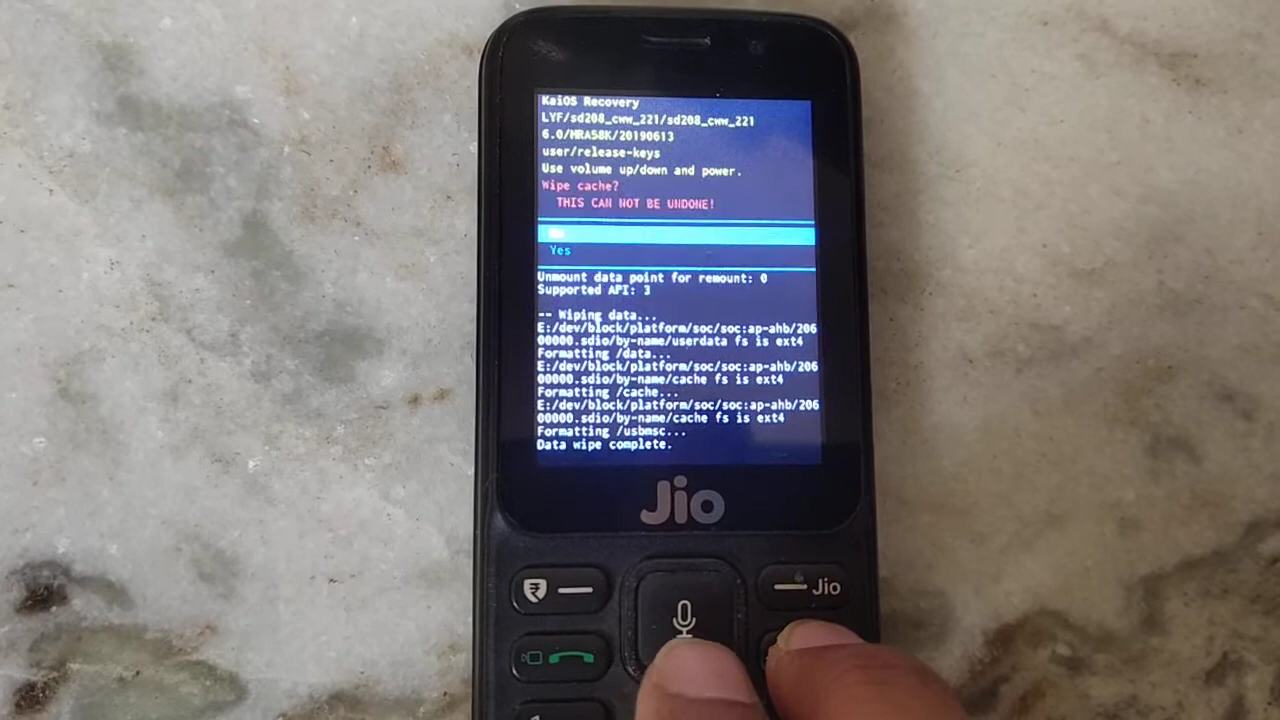 KaiOS Recovery
LYF/sd208_cww_221/sd208_cww_221
6.0/MRA58K/20190613
user/release-keys
Use volume up/down and power.
Wipe cache?
THIS CAN NOT BE UNDONE!
No
Yes
Unmount data point for remount: 0
Supported API: 3
-- Wiping data...
E:/dev/block/platform/soc/soc:ap-ahb/206
00000.sdio/by-name/userdata fs is ext4
Formatting /data...
E:/dev/block/platform/soc/soc:ap-ahb/206
00000.sdio/by-name/cache fs is ext4
Formatting /cache...
E:/dev/block/platform/soc/soc:ap-ahb/206
00000.sdio/by-name/cache fs is ext4
Formatting /usbmsc...
Data wipe complete.
Jio
₹
Jio